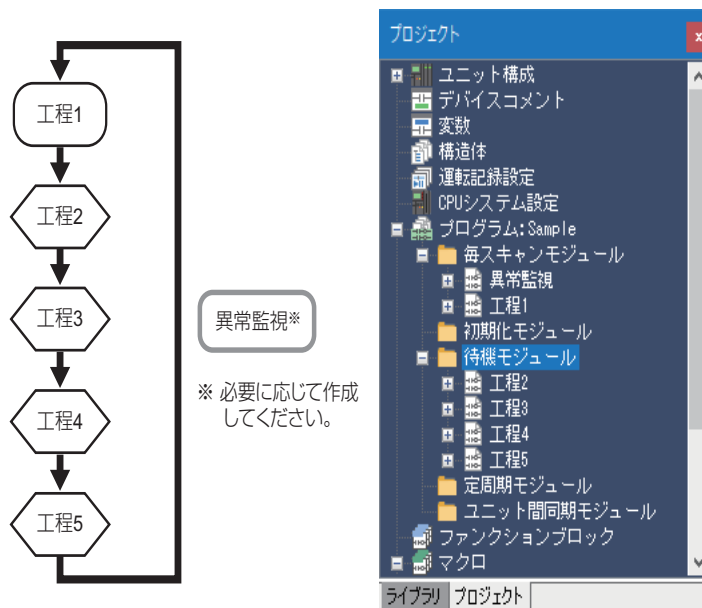 工程1
工程2
工程3
工程4
工程5
異常監視※
※ 必要に応じて作成
してください。
プロジェクト
x
ユニット構成
デバイスコメント
変数
構造体
運転記録設定
CPUシステム設定
プログラム:Sample
毎スキャンモジュール
異常監視
工程1
初期化モジュール
待機モジュール
工程2
工程3
工程4
工程5
定周期モジュール
ユニット間同期モジュール
ファンクションブロック
マクロ
ライブラリ プロジェクト